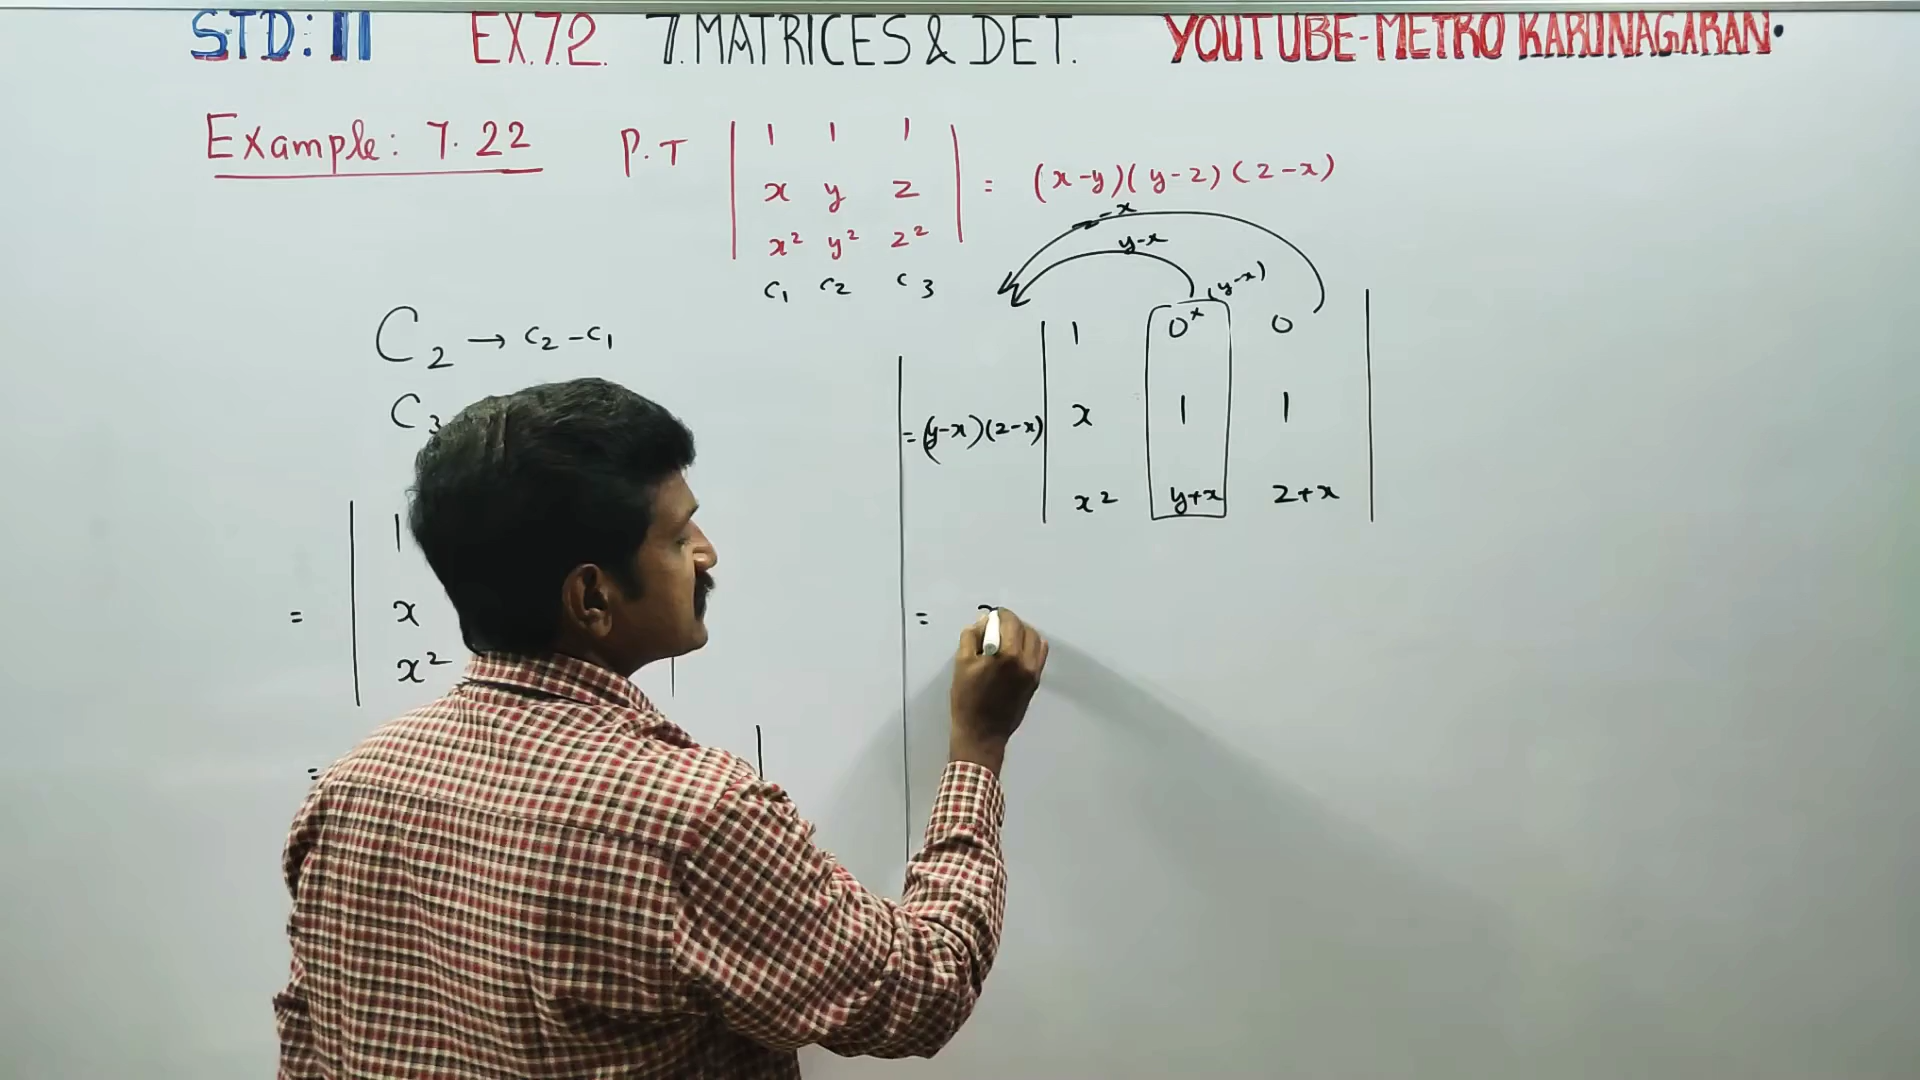 STD: 11 EX.7.2. 7.MATRICES & DET. YOUTUBE-METRO KARUNAGARAN.
Example: 7.22 P.T | 1 1 1 | = (x-y)(y-z)(z-x)
| x y z |
| x² y² z² |
C₁ C₂ C₃
z-x
y-x
(y-x)
C₂ → C₂ - C₁
C₃
| 1 0 0 |
= (y-x)(z-x) | x 1 1 |
| x² y+x z+x |
| 1
= | x
| x²
=
=